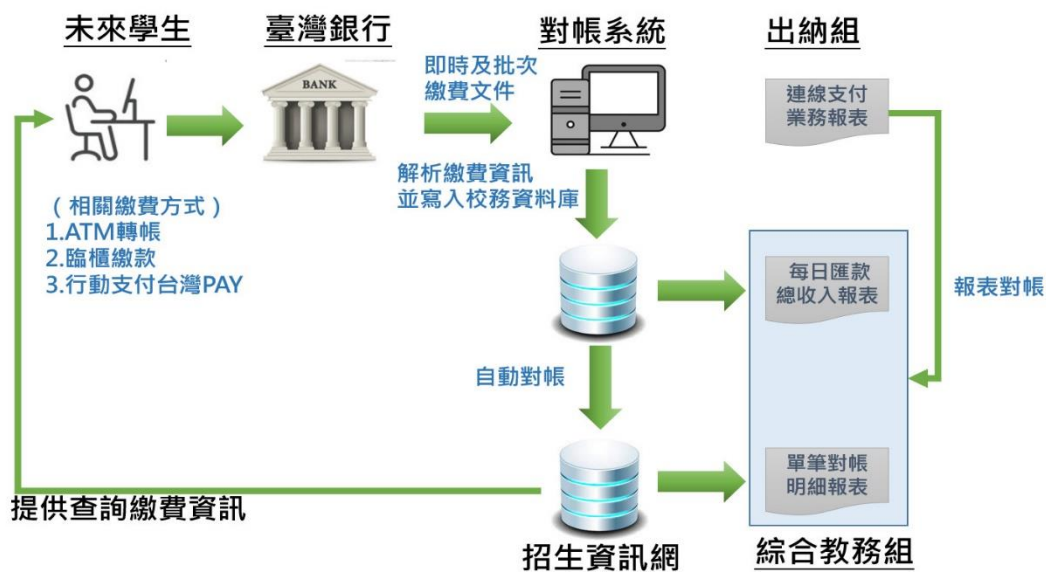 未來學生
臺灣銀行
對帳系統
出納組
BANK
即時及批次
繳費文件
連線支付
業務報表
解析繳費資訊
並寫入校務資料庫
（相關繳費方式）
1.ATM轉帳
2.臨櫃繳款
3.行動支付台灣PAY
每日匯款
總收入報表
報表對帳
自動對帳
單筆對帳
明細報表
提供查詢繳費資訊
招生資訊網
綜合教務組